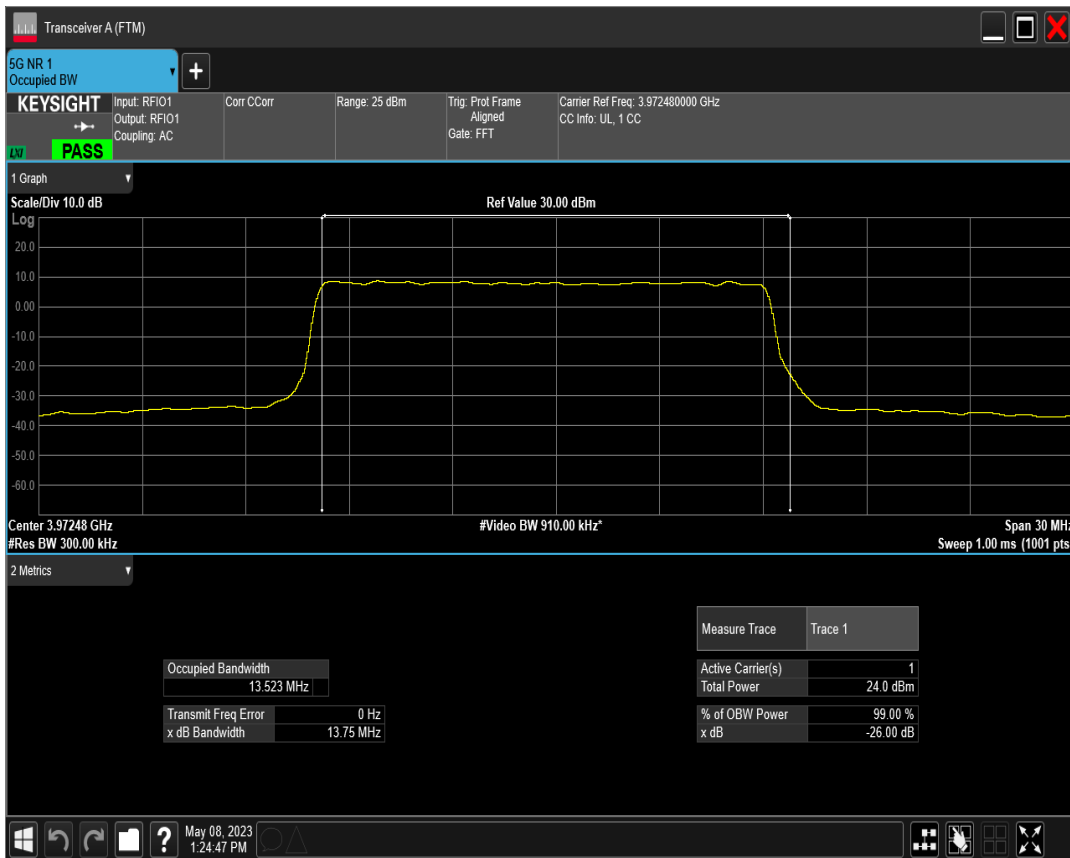 Transceiver A (FTM)
5G NR 1
Occupied BW
+
KEYSIGHT
LXI
PASS
Input: RFIO1
Output: RFIO1
Coupling: AC
Corr CCorr
Range: 25 dBm
Trig: Prot Frame
Aligned
Gate: FFT
Carrier Ref Freq: 3.972480000 GHz
CC Info: UL, 1 CC
1 Graph
Scale/Div 10.0 dB
Ref Value 30.00 dBm
Log
20.0
10.0
0.00
-10.0
-20.0
-30.0
-40.0
-50.0
-60.0
Center 3.97248 GHz
#Video BW 910.00 kHz*
Span 30 MHz
#Res BW 300.00 kHz
Sweep 1.00 ms (1001 pts
2 Metrics
Measure Trace Trace 1
Occupied Bandwidth
13.523 MHz
Active Carrier(s) 1
Total Power 24.0 dBm
Transmit Freq Error 0 Hz
x dB Bandwidth 13.75 MHz
% of OBW Power 99.00 %
x dB -26.00 dB
?
May 08, 2023
1:24:47 PM